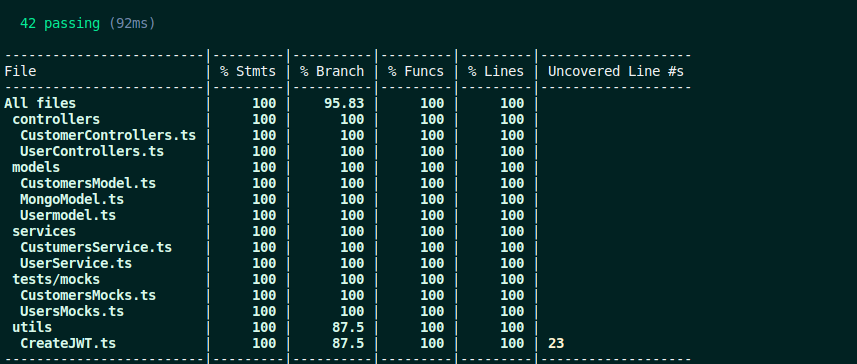 42 passing (92ms)
-------------------------|---------|----------|---------|---------|-------------------
File                     | % Stmts | % Branch | % Funcs | % Lines | Uncovered Line #s
-------------------------|---------|----------|---------|---------|-------------------
All files                |     100 |    95.83 |     100 |     100 |
 controllers             |     100 |      100 |     100 |     100 |
  CustomerControllers.ts |     100 |      100 |     100 |     100 |
  UserControllers.ts     |     100 |      100 |     100 |     100 |
 models                  |     100 |      100 |     100 |     100 |
  CustomersModel.ts      |     100 |      100 |     100 |     100 |
  MongoModel.ts          |     100 |      100 |     100 |     100 |
  Usermodel.ts           |     100 |      100 |     100 |     100 |
 services                |     100 |      100 |     100 |     100 |
  CustumersService.ts    |     100 |      100 |     100 |     100 |
  UserService.ts         |     100 |      100 |     100 |     100 |
 tests/mocks             |     100 |      100 |     100 |     100 |
  CustomersMocks.ts      |     100 |      100 |     100 |     100 |
  UsersMocks.ts          |     100 |      100 |     100 |     100 |
 utils                   |     100 |     87.5 |     100 |     100 |
  CreateJWT.ts           |     100 |     87.5 |     100 |     100 | 23
-------------------------|---------|----------|---------|---------|-------------------